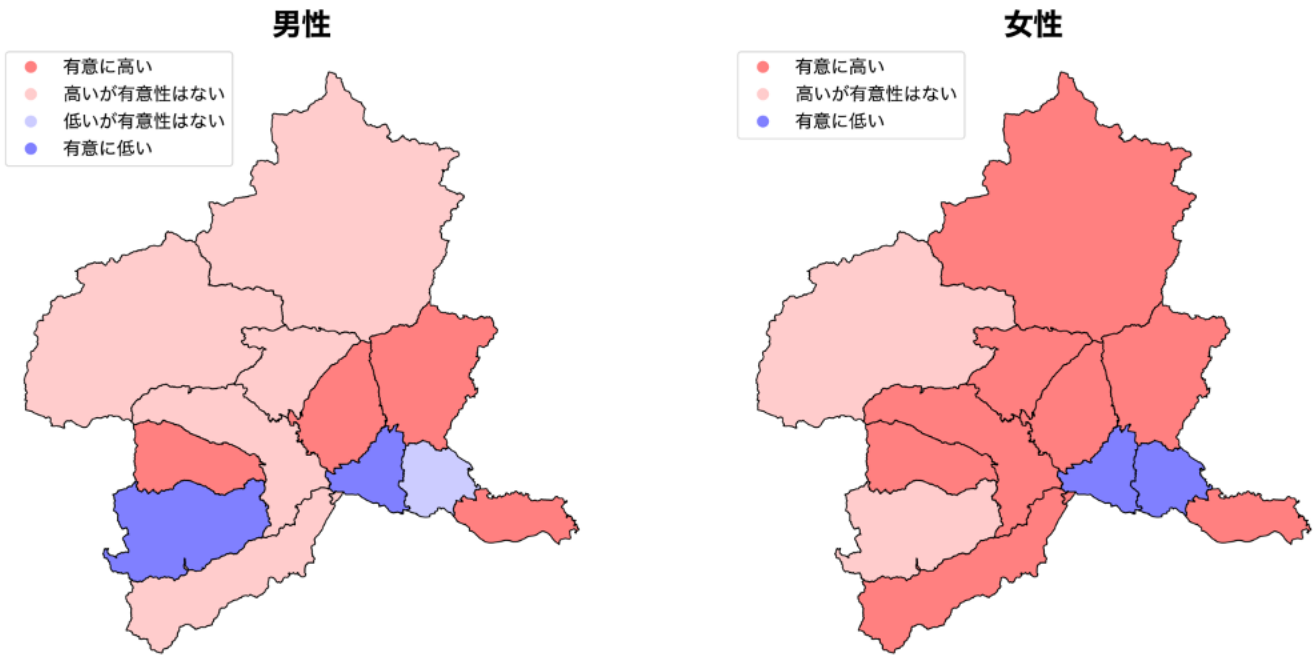 男性
有意に高い
高いが有意性はない
低いが有意性はない
有意に低い
女性
有意に高い
高いが有意性はない
有意に低い